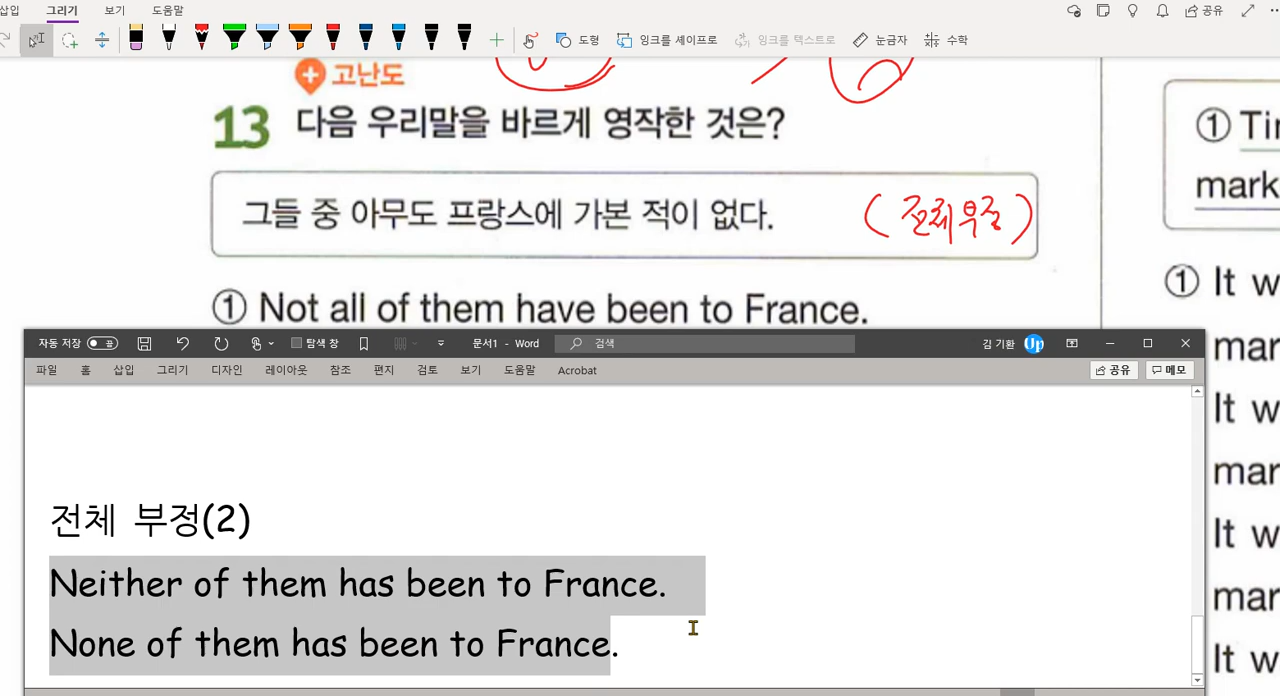 삽입 그리기 보기 도움말
도형 잉크를 셰이프로 잉크를 텍스트로 눈금자 수학 공유
고난도
13 다음 우리말을 바르게 영작한 것은?
그들 중 아무도 프랑스에 가본 적이 없다. (전체부정)
① Not all of them have been to France.
자동 저장 탐색 창 문서1 - Word 검색 김 기환
파일 홈 삽입 그리기 디자인 레이아웃 참조 편지 검토 보기 도움말 Acrobat 공유 메모
전체 부정(2)
Neither of them has been to France.
None of them has been to France.
①
mark
① It w
mar
It w
mar
It w
mar
It w